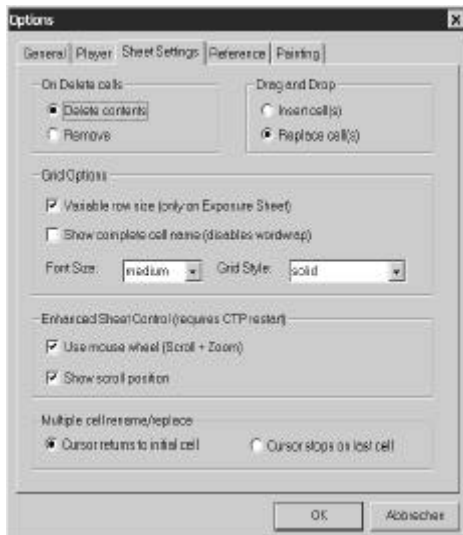 Options
General Player Sheet Settings Reference Painting
On Delete cells
Delete contents
Remove
Drag and Drop
Insert cell(s)
Replace cell(s)
Grid Options
Variable row size (only on Exposure Sheet)
Show complete cell name (disables wordwrap)
Font Size: medium Grid Style: solid
Enhanced Sheet Control (requires CTP restart)
Use mouse wheel (Scroll + Zoom)
Show scroll position
Multiple cell rename/replace
Cursor returns to initial cell Cursor stops on last cell
OK Abbrechen